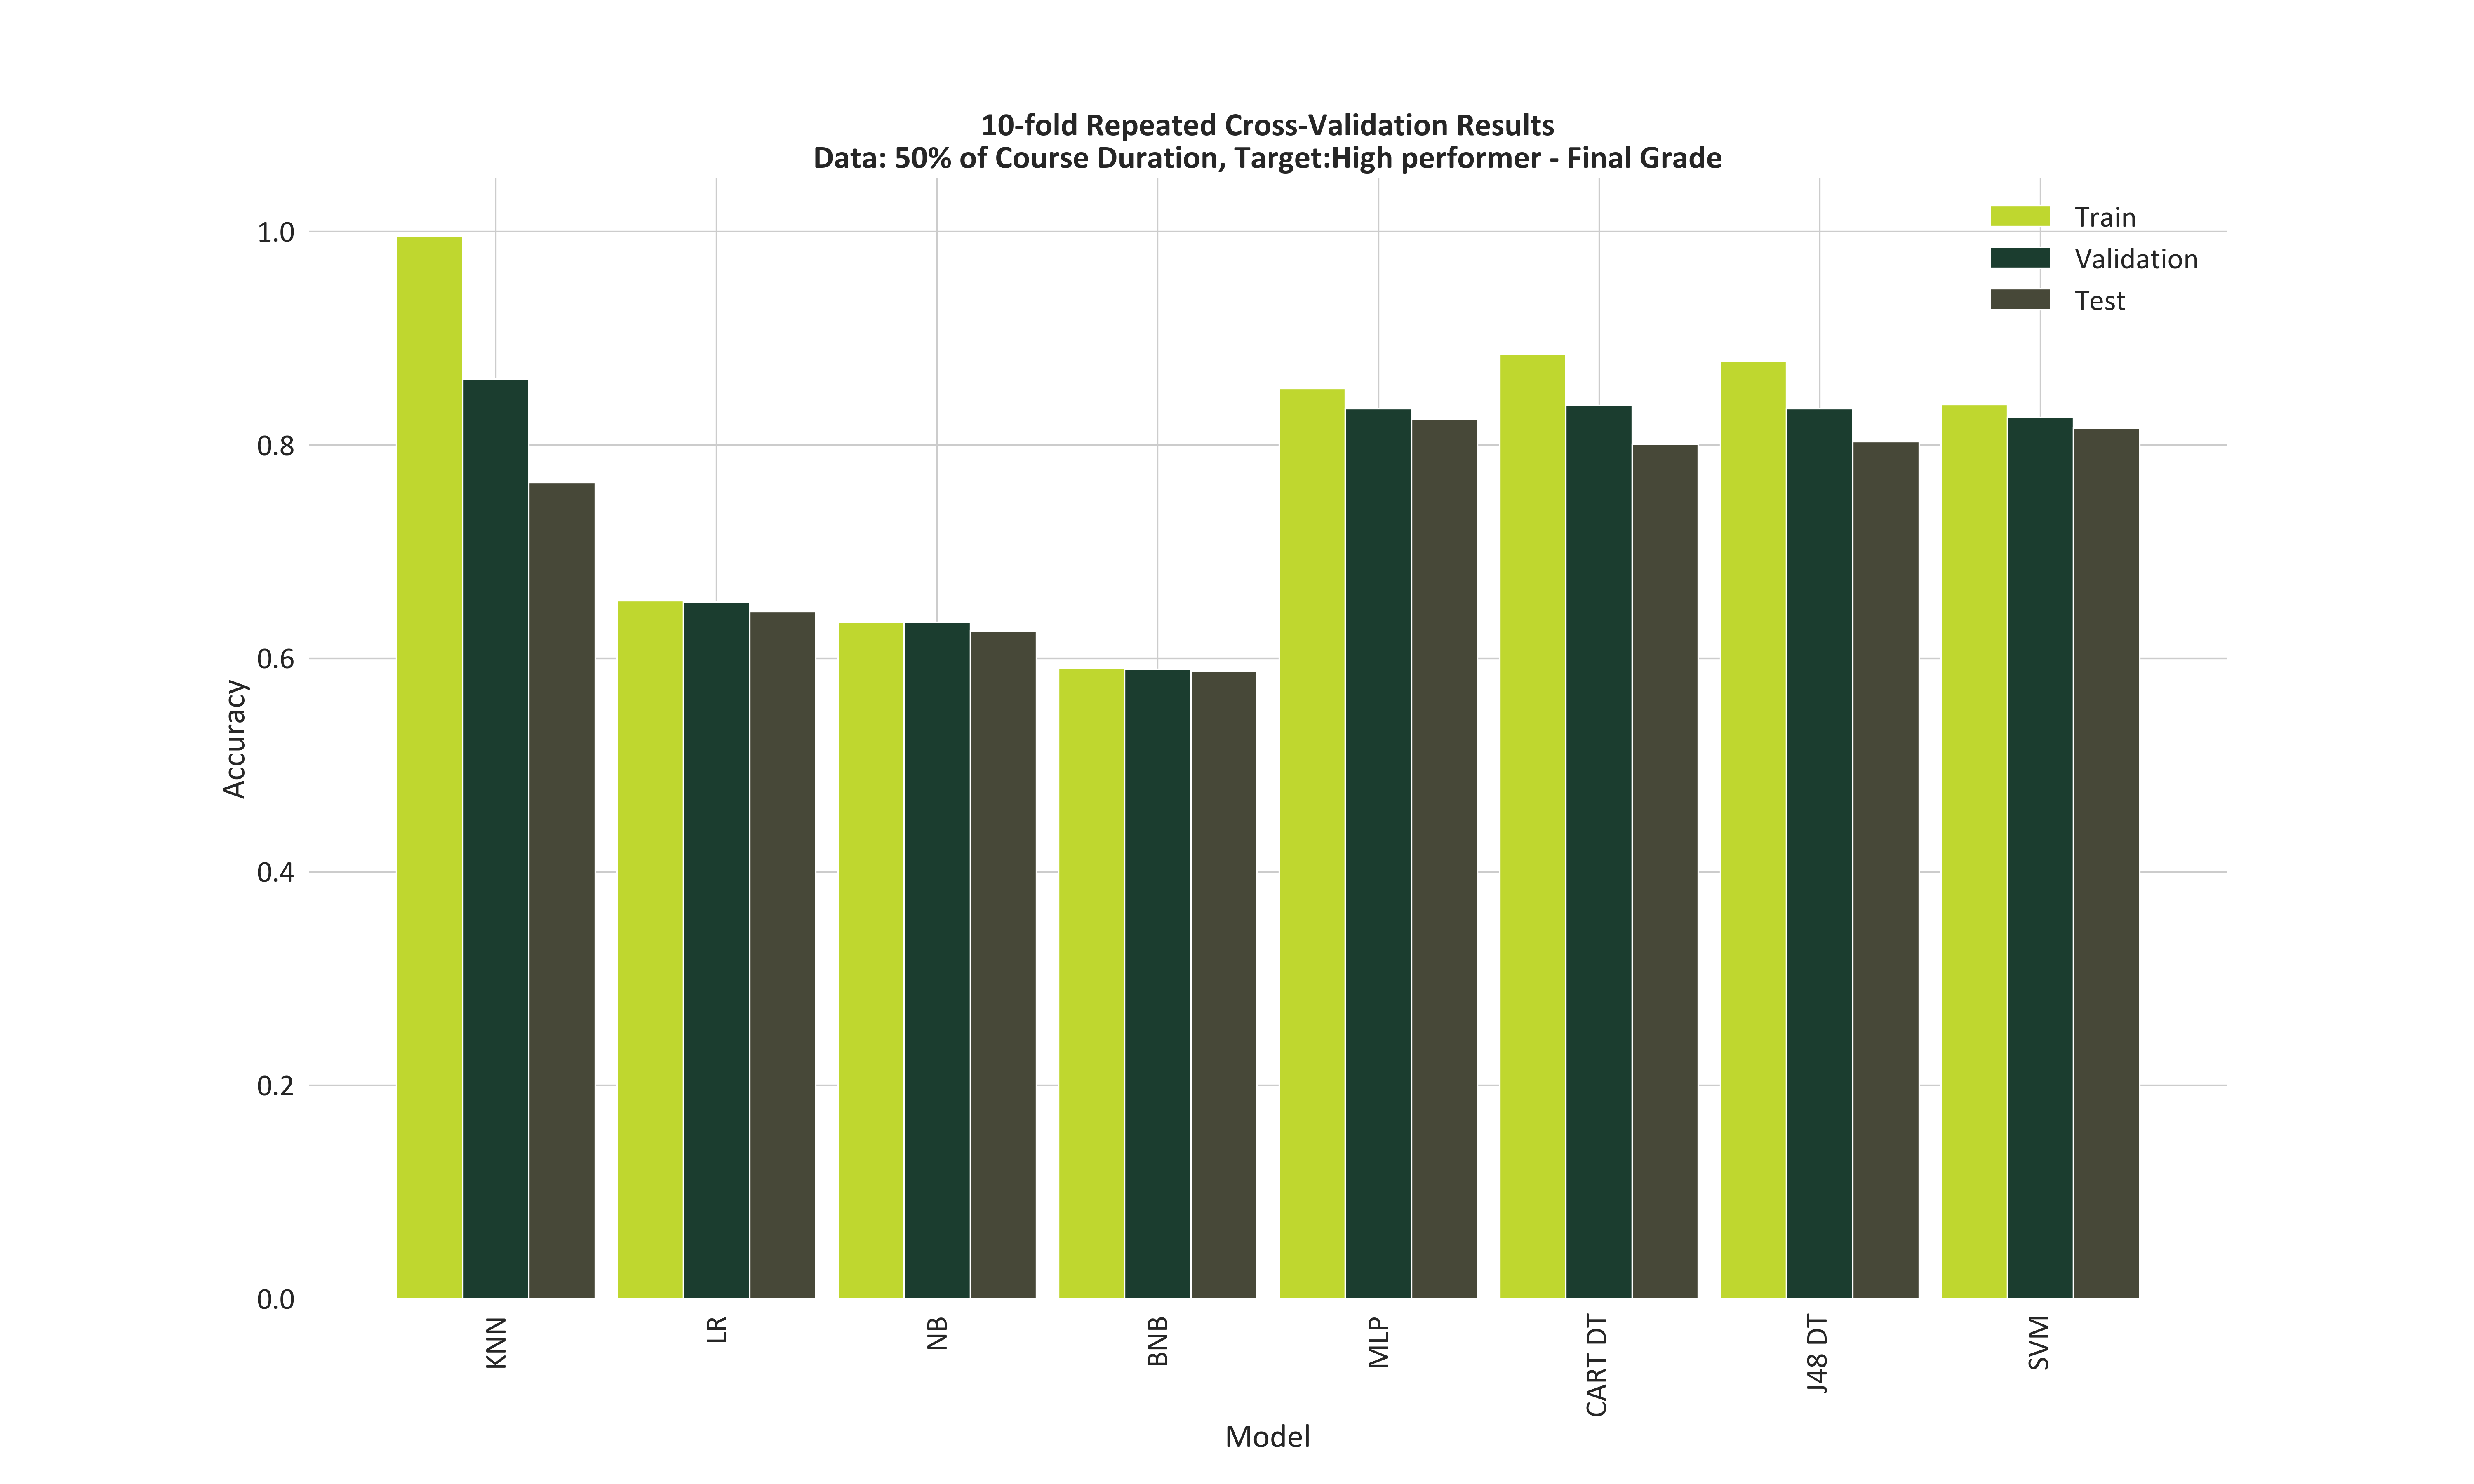 10-fold Repeated Cross-Validation Results
Data: 50% of Course Duration, Target:High performer - Final Grade
Train
Validation
Test
1.0
0.8
0.6
0.4
0.2
0.0
Accuracy
KNN
LR
NB
BNB
MLP
CART DT
J48 DT
SVM
Model